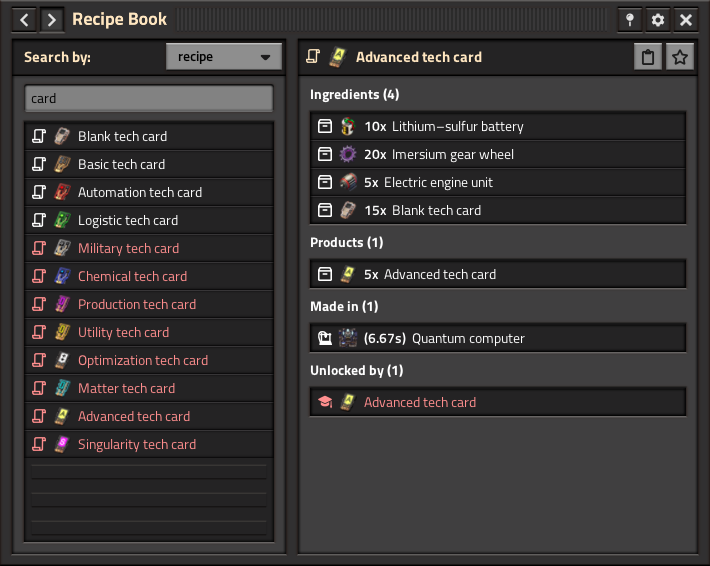 Recipe Book
Search by:
recipe
card
Blank tech card
Basic tech card
Automation tech card
Logistic tech card
Military tech card
Chemical tech card
Production tech card
Utility tech card
Optimization tech card
Matter tech card
Advanced tech card
Singularity tech card
Advanced tech card
Ingredients (4)
10x Lithium–sulfur battery
20x Imersium gear wheel
5x Electric engine unit
15x Blank tech card
Products (1)
5x Advanced tech card
Made in (1)
(6.67s) Quantum computer
Unlocked by (1)
Advanced tech card